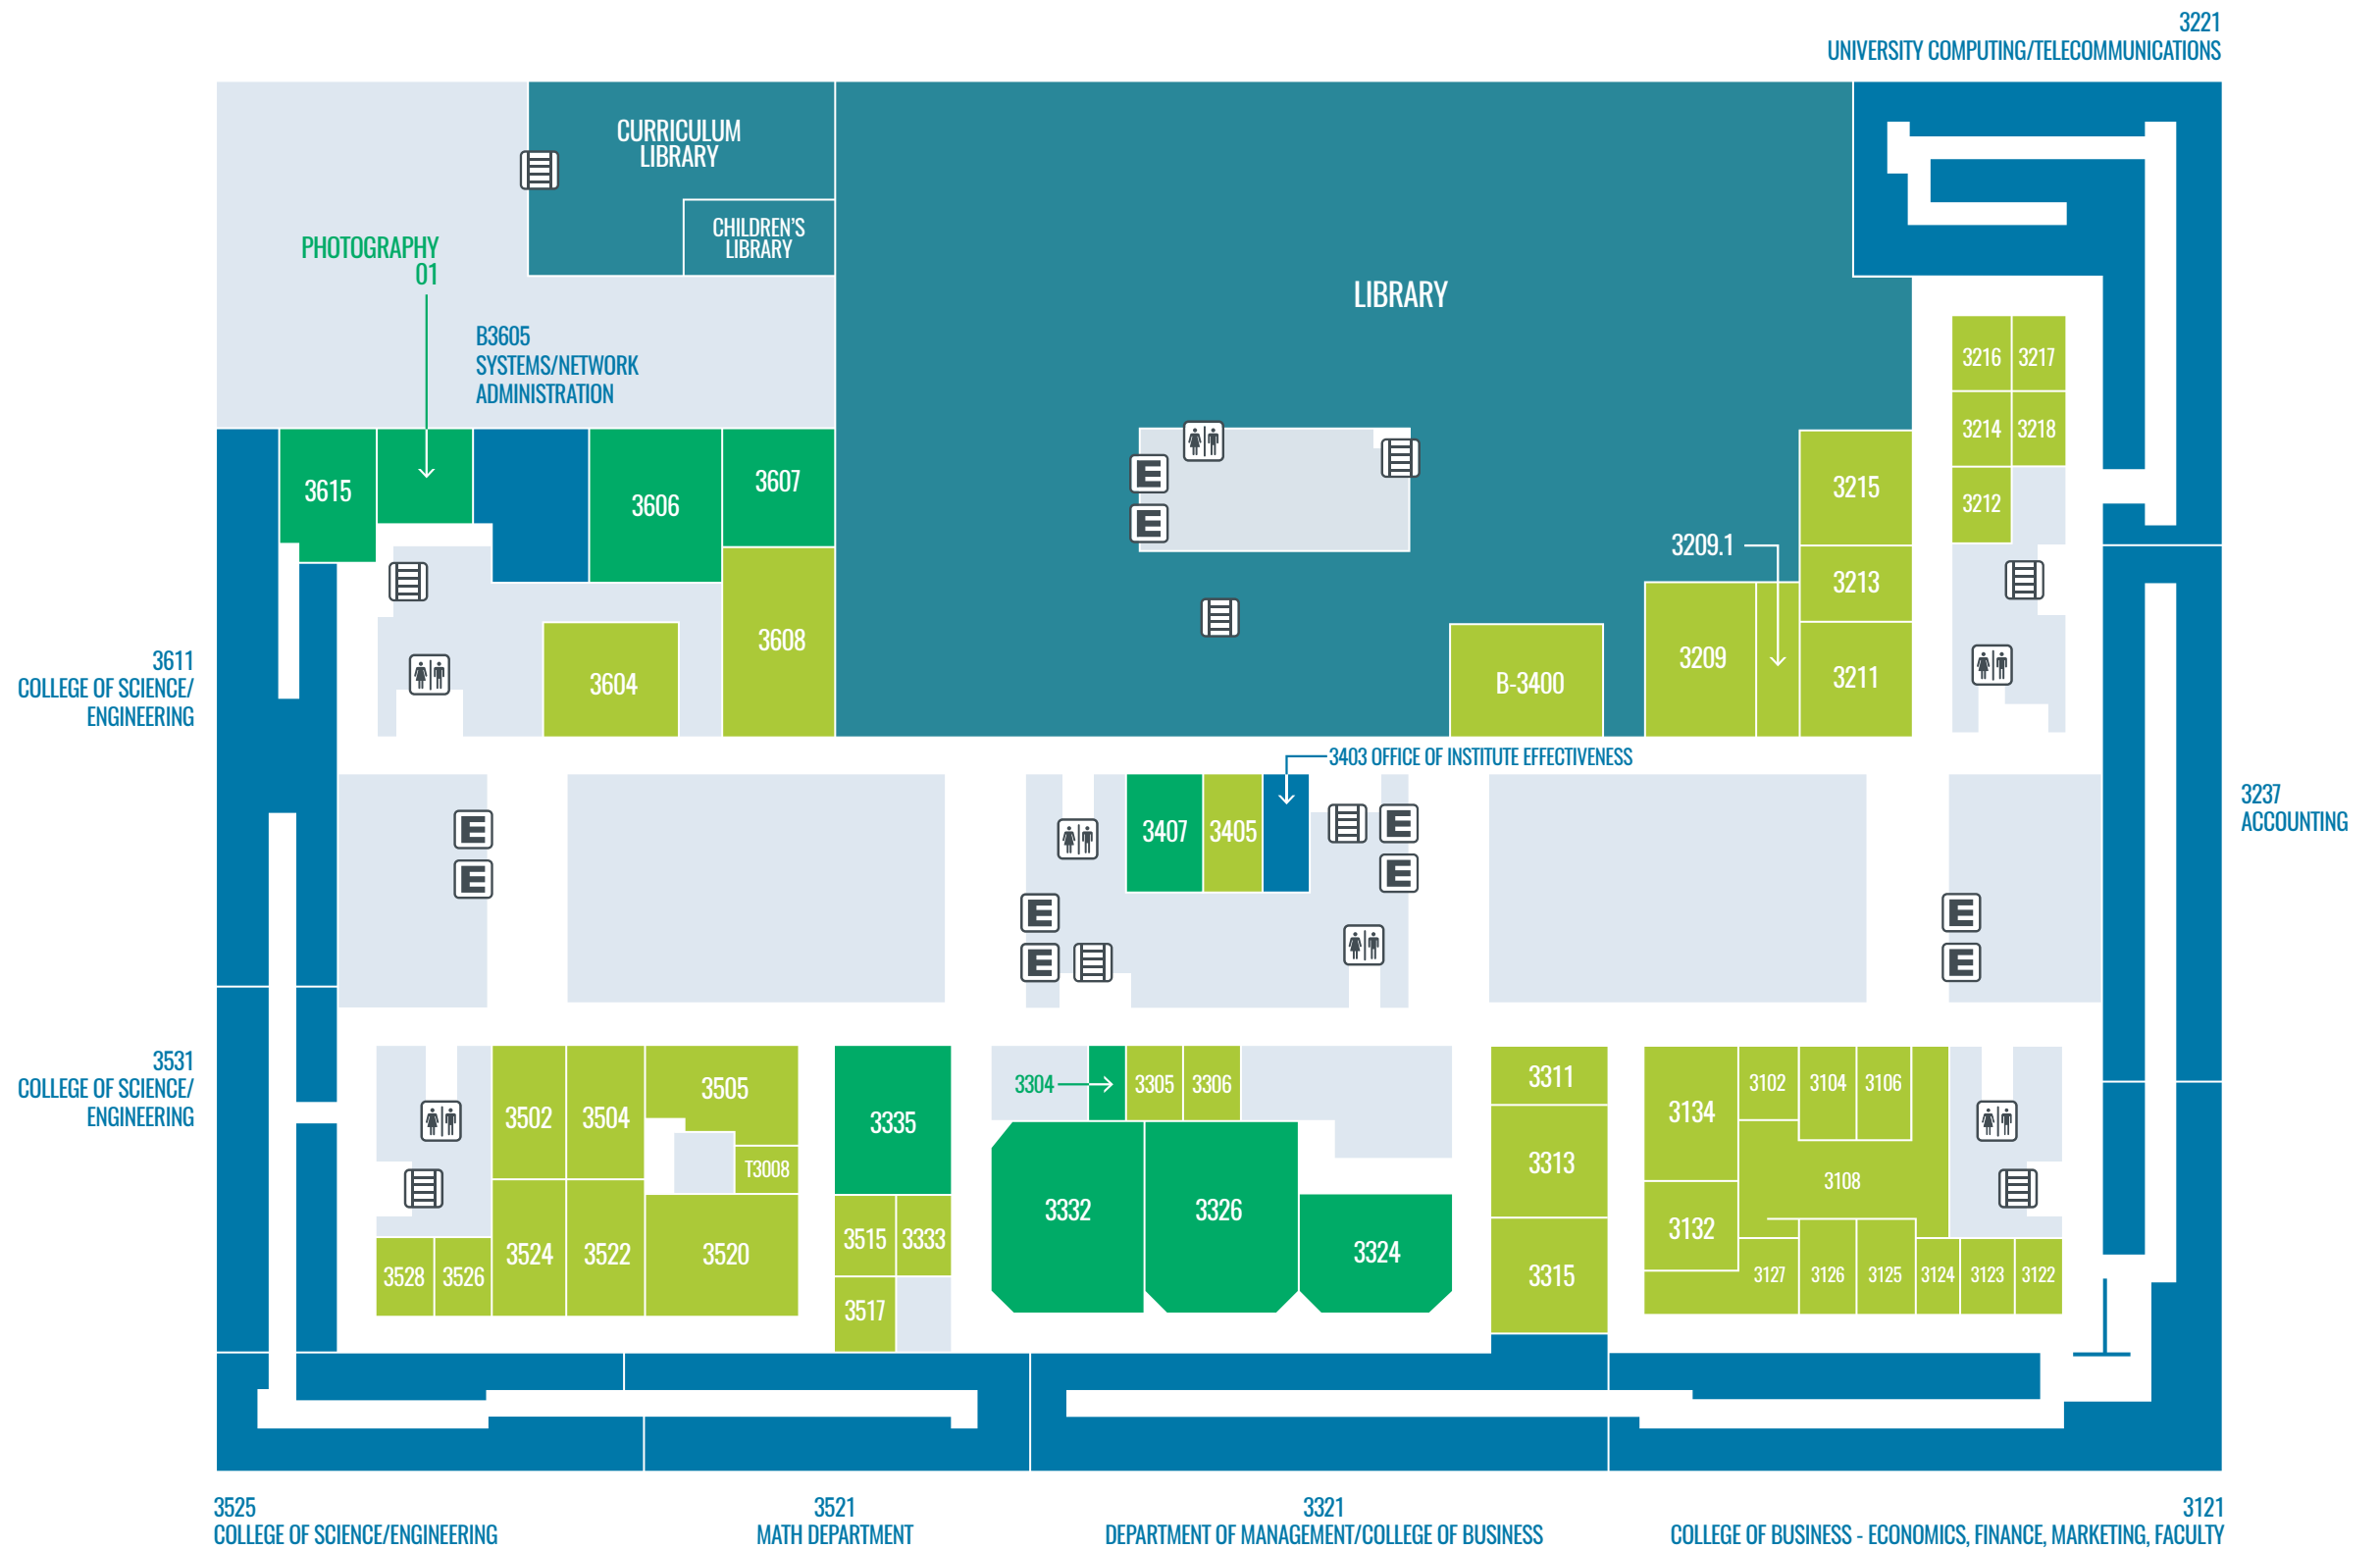 3221
UNIVERSITY COMPUTING/TELECOMMUNICATIONS
CURRICULUM
LIBRARY
CHILDREN'S
LIBRARY
PHOTOGRAPHY
01
LIBRARY
B3605
SYSTEMS/NETWORK
ADMINISTRATION
3216
3217
3214
3218
3212
3615
3606
3607
3215
3209.1
3213
3608
3604
3209
3211
B-3400
E
E
3611
COLLEGE OF SCIENCE/
ENGINEERING
3403 OFFICE OF INSTITUTE EFFECTIVENESS
3237
ACCOUNTING
E
E
3407
3405
E
E
E
E
E
E
3531
COLLEGE OF SCIENCE/
ENGINEERING
3502
3504
3505
T3008
3528
3526
3524
3522
3520
3335
3515
3333
3517
3304
3305
3306
3332
3326
3324
3311
3313
3315
3134
3102
3104
3106
3108
3132
3127
3126
3125
3124
3123
3122
3525
COLLEGE OF SCIENCE/ENGINEERING
3521
MATH DEPARTMENT
3321
DEPARTMENT OF MANAGEMENT/COLLEGE OF BUSINESS
3121
COLLEGE OF BUSINESS - ECONOMICS, FINANCE, MARKETING, FACULTY